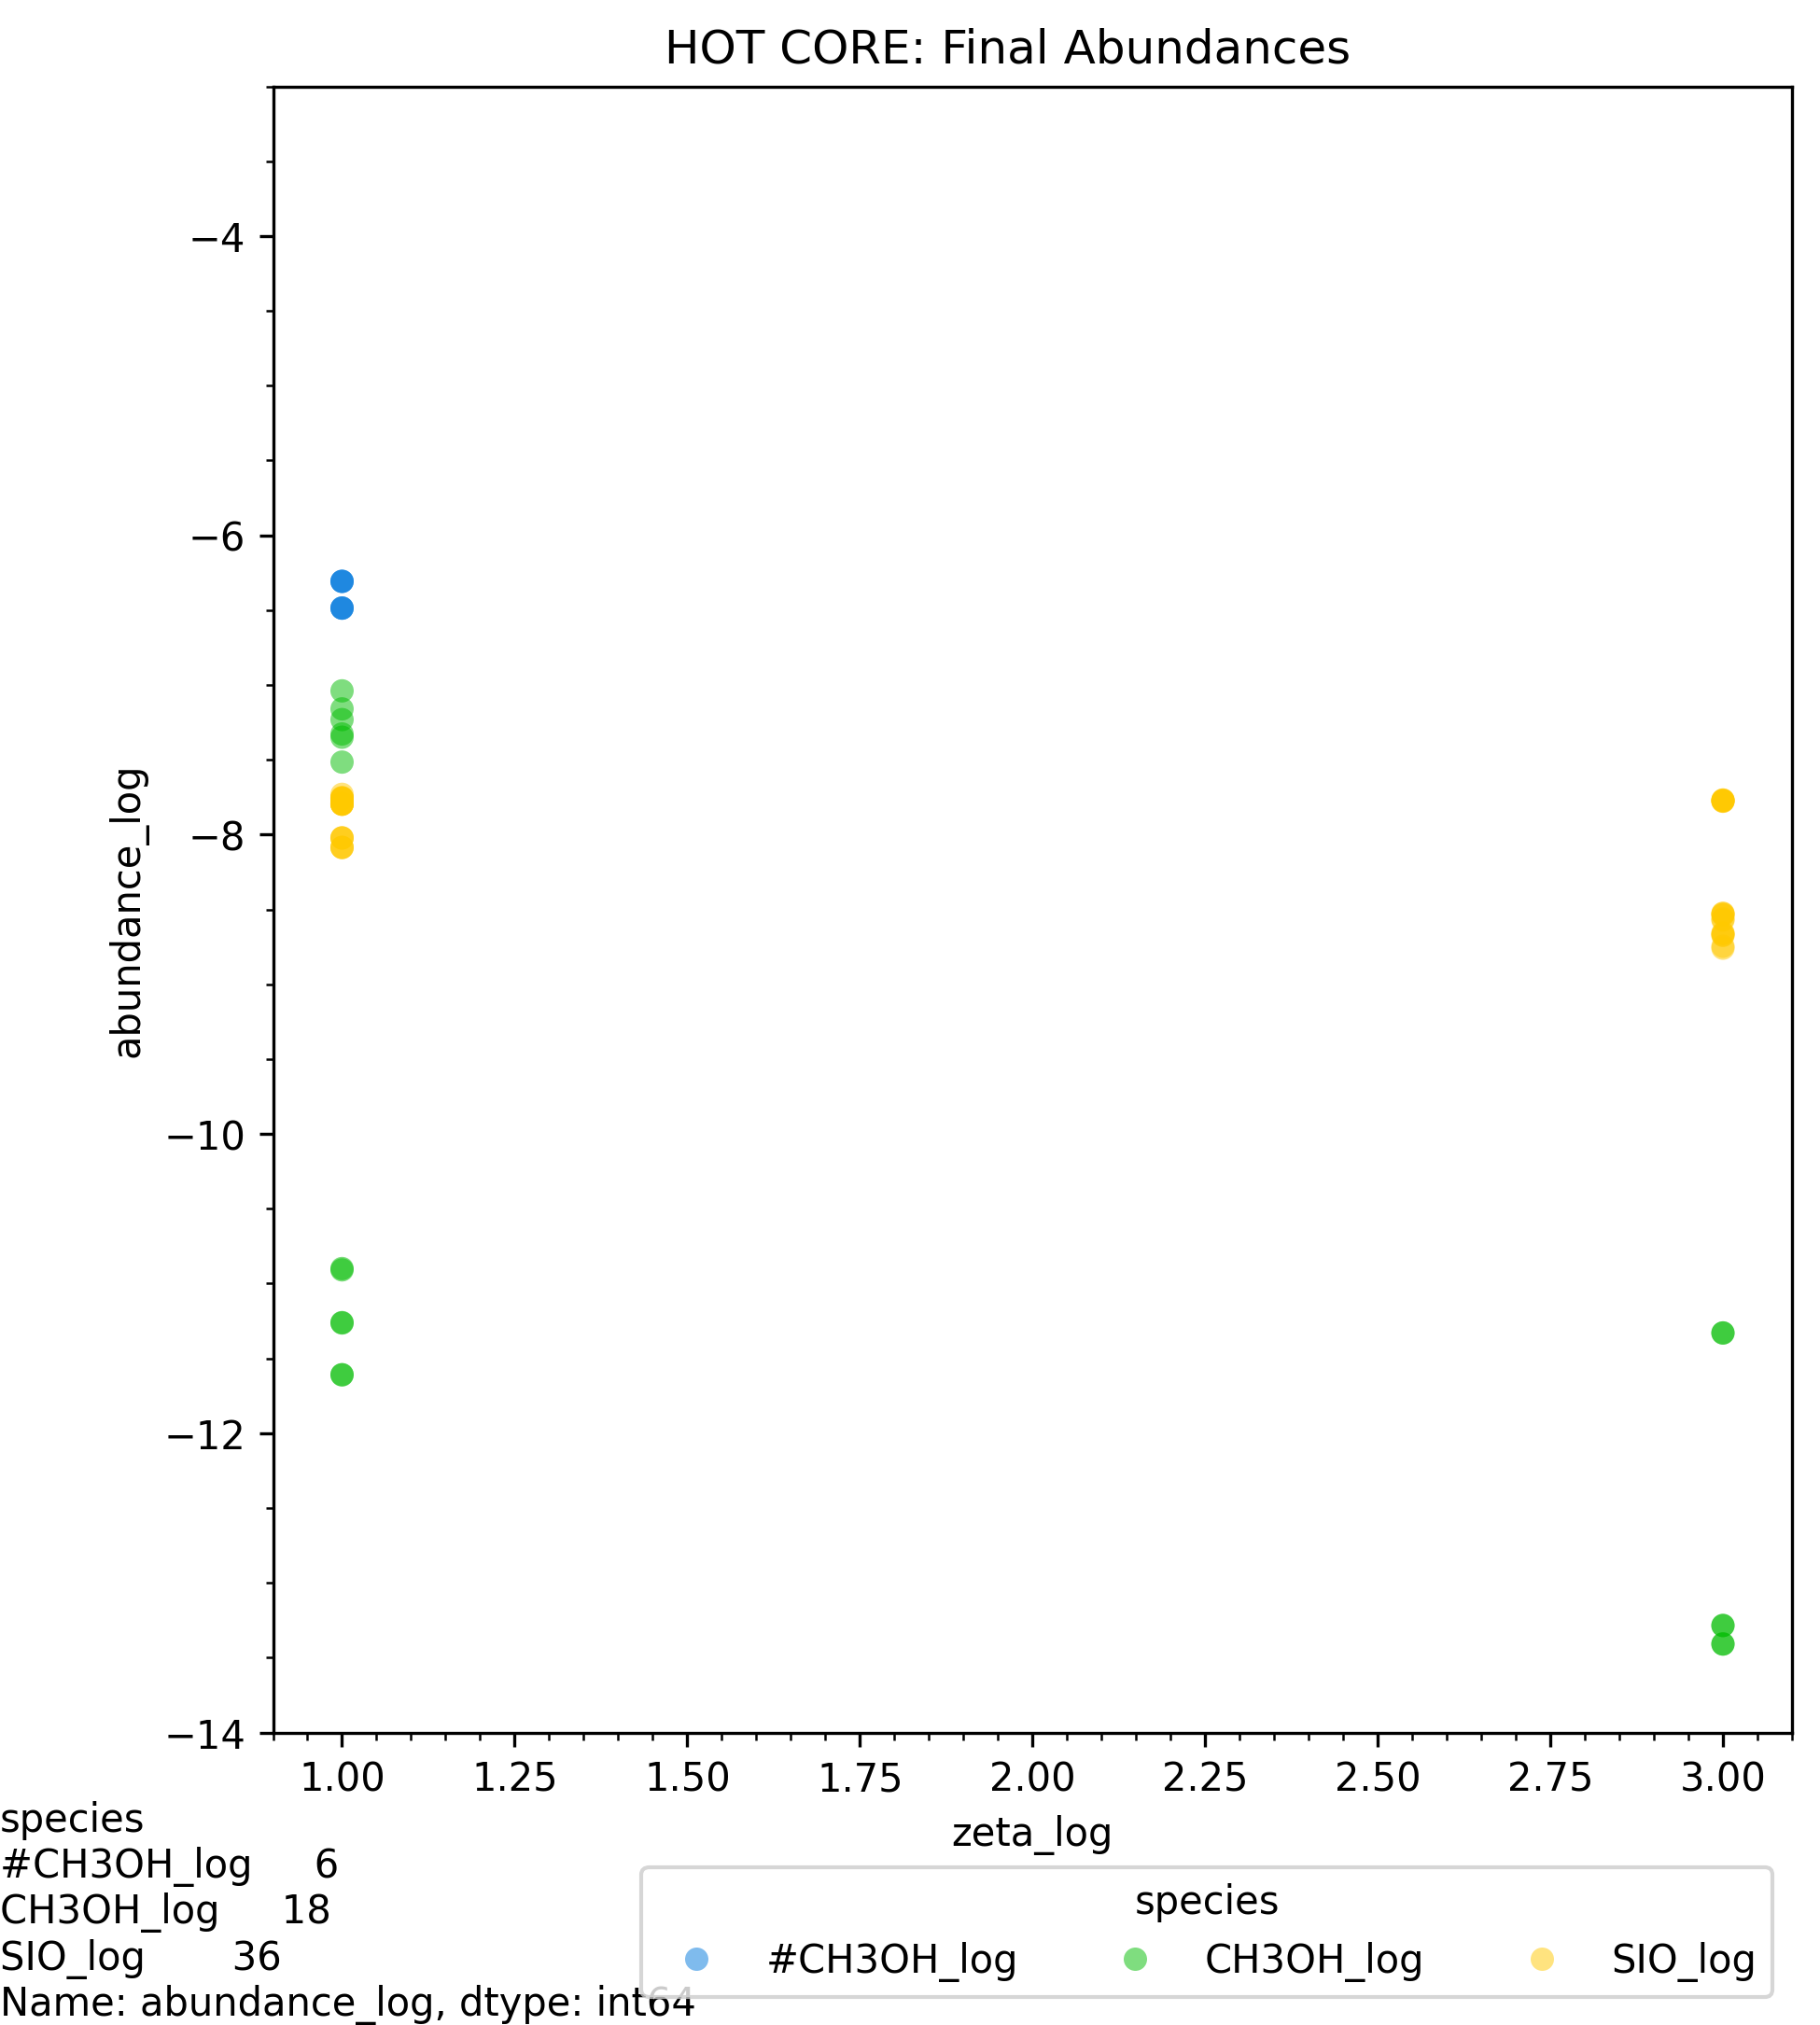 HOT CORE: Final Abundances
abundance_log
−4
−6
−8
−10
−12
−14
1.00 1.25 1.50 1.75 2.00 2.25 2.50 2.75 3.00
zeta_log
species
#CH3OH_log 6
CH3OH_log 18
SIO_log 36
Name: abundance_log, dtype: int64
species
#CH3OH_log CH3OH_log SIO_log